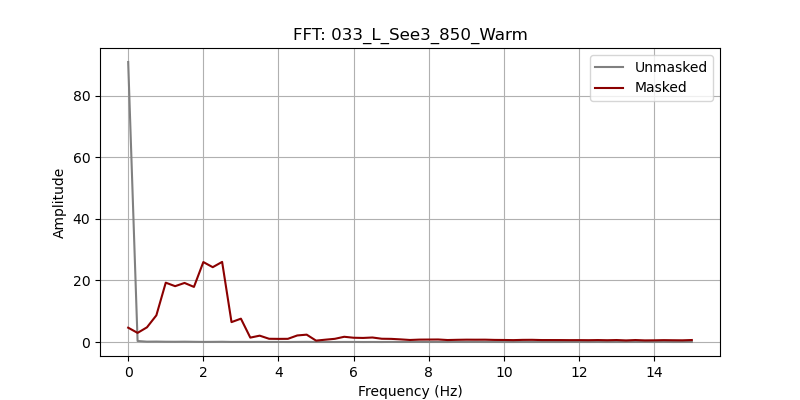 FFT: 033_L_See3_850_Warm
Unmasked
Masked
Amplitude
80
60
40
20
0
0 2 4 6 8 10 12 14
Frequency (Hz)